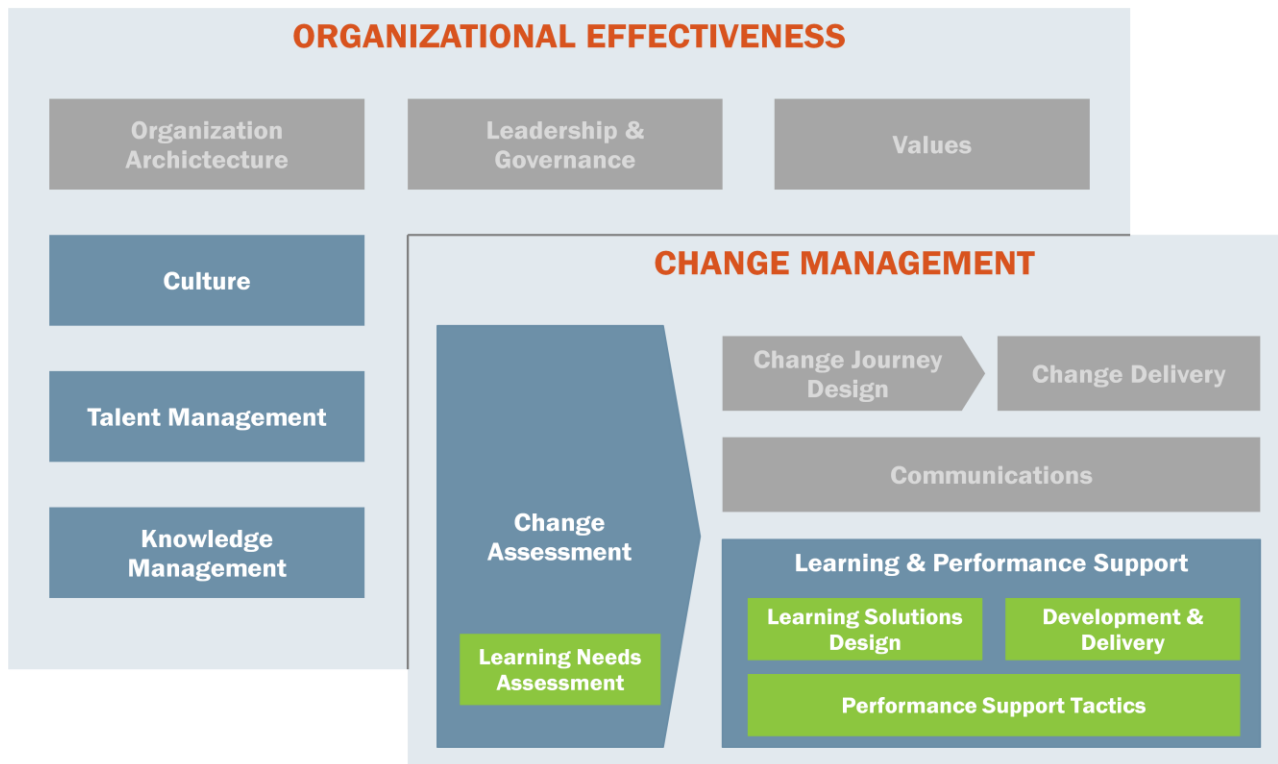 ORGANIZATIONAL EFFECTIVENESS
Organization
Archictecture
Leadership &
Governance
Values
Culture
Talent Management
Knowledge
Management
CHANGE MANAGEMENT
Change
Assessment
Learning Needs
Assessment
Change Journey
Design
Change Delivery
Communications
Learning & Performance Support
Learning Solutions
Design
Development &
Delivery
Performance Support Tactics